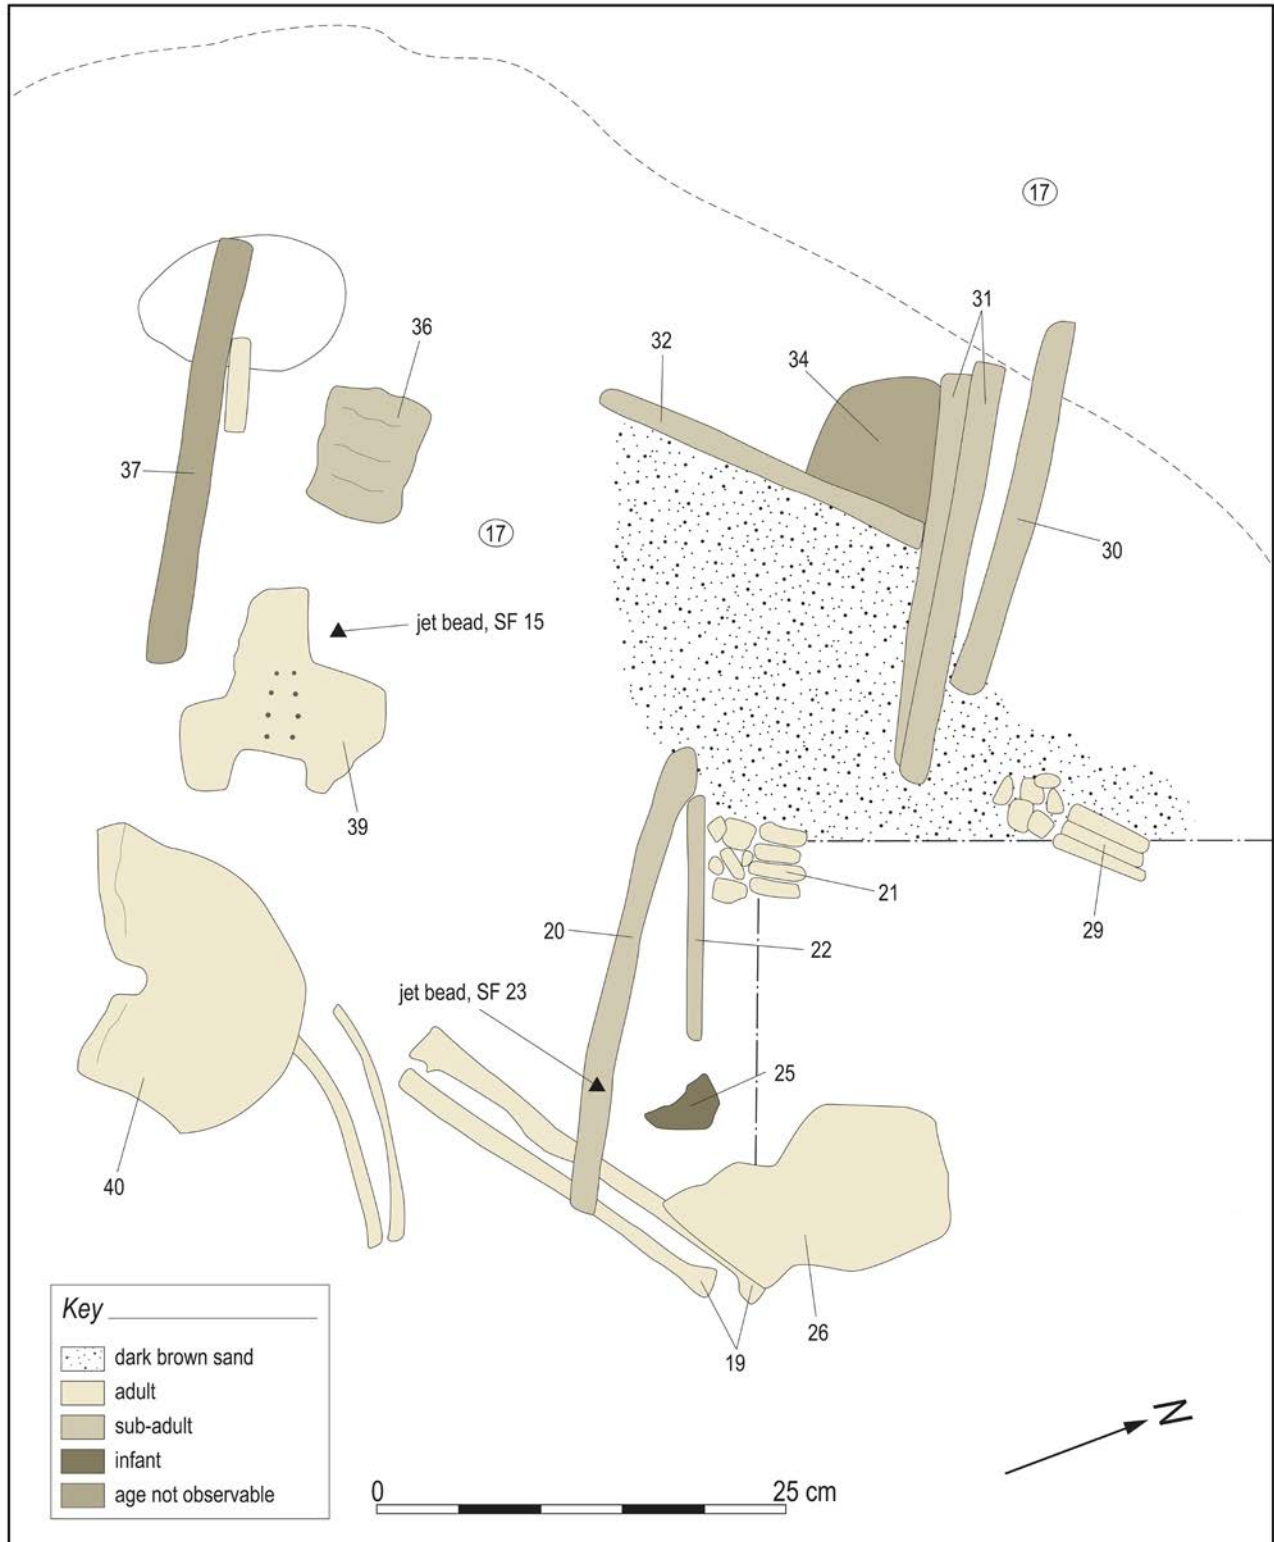 17
31
36
32
34
37
17
30
jet bead, SF 15
39
21
20
29
22
jet bead, SF 23
25
40
26
19
Key
dark brown sand
adult
sub-adult
infant
age not observable
0 25 cm
N